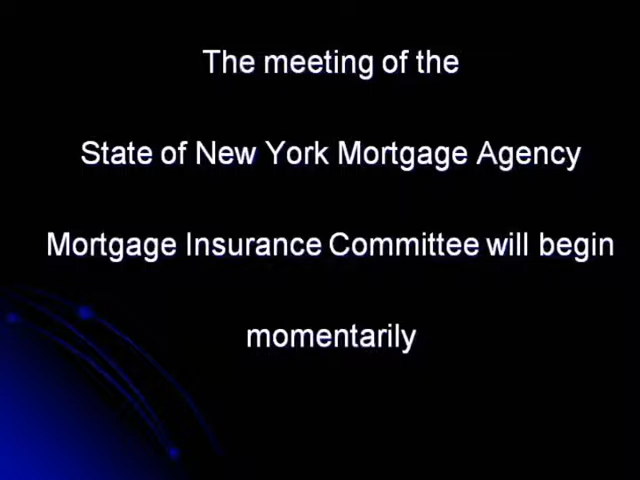 The meeting of the
State of New York Mortgage Agency
Mortgage Insurance Committee will begin
momentarily